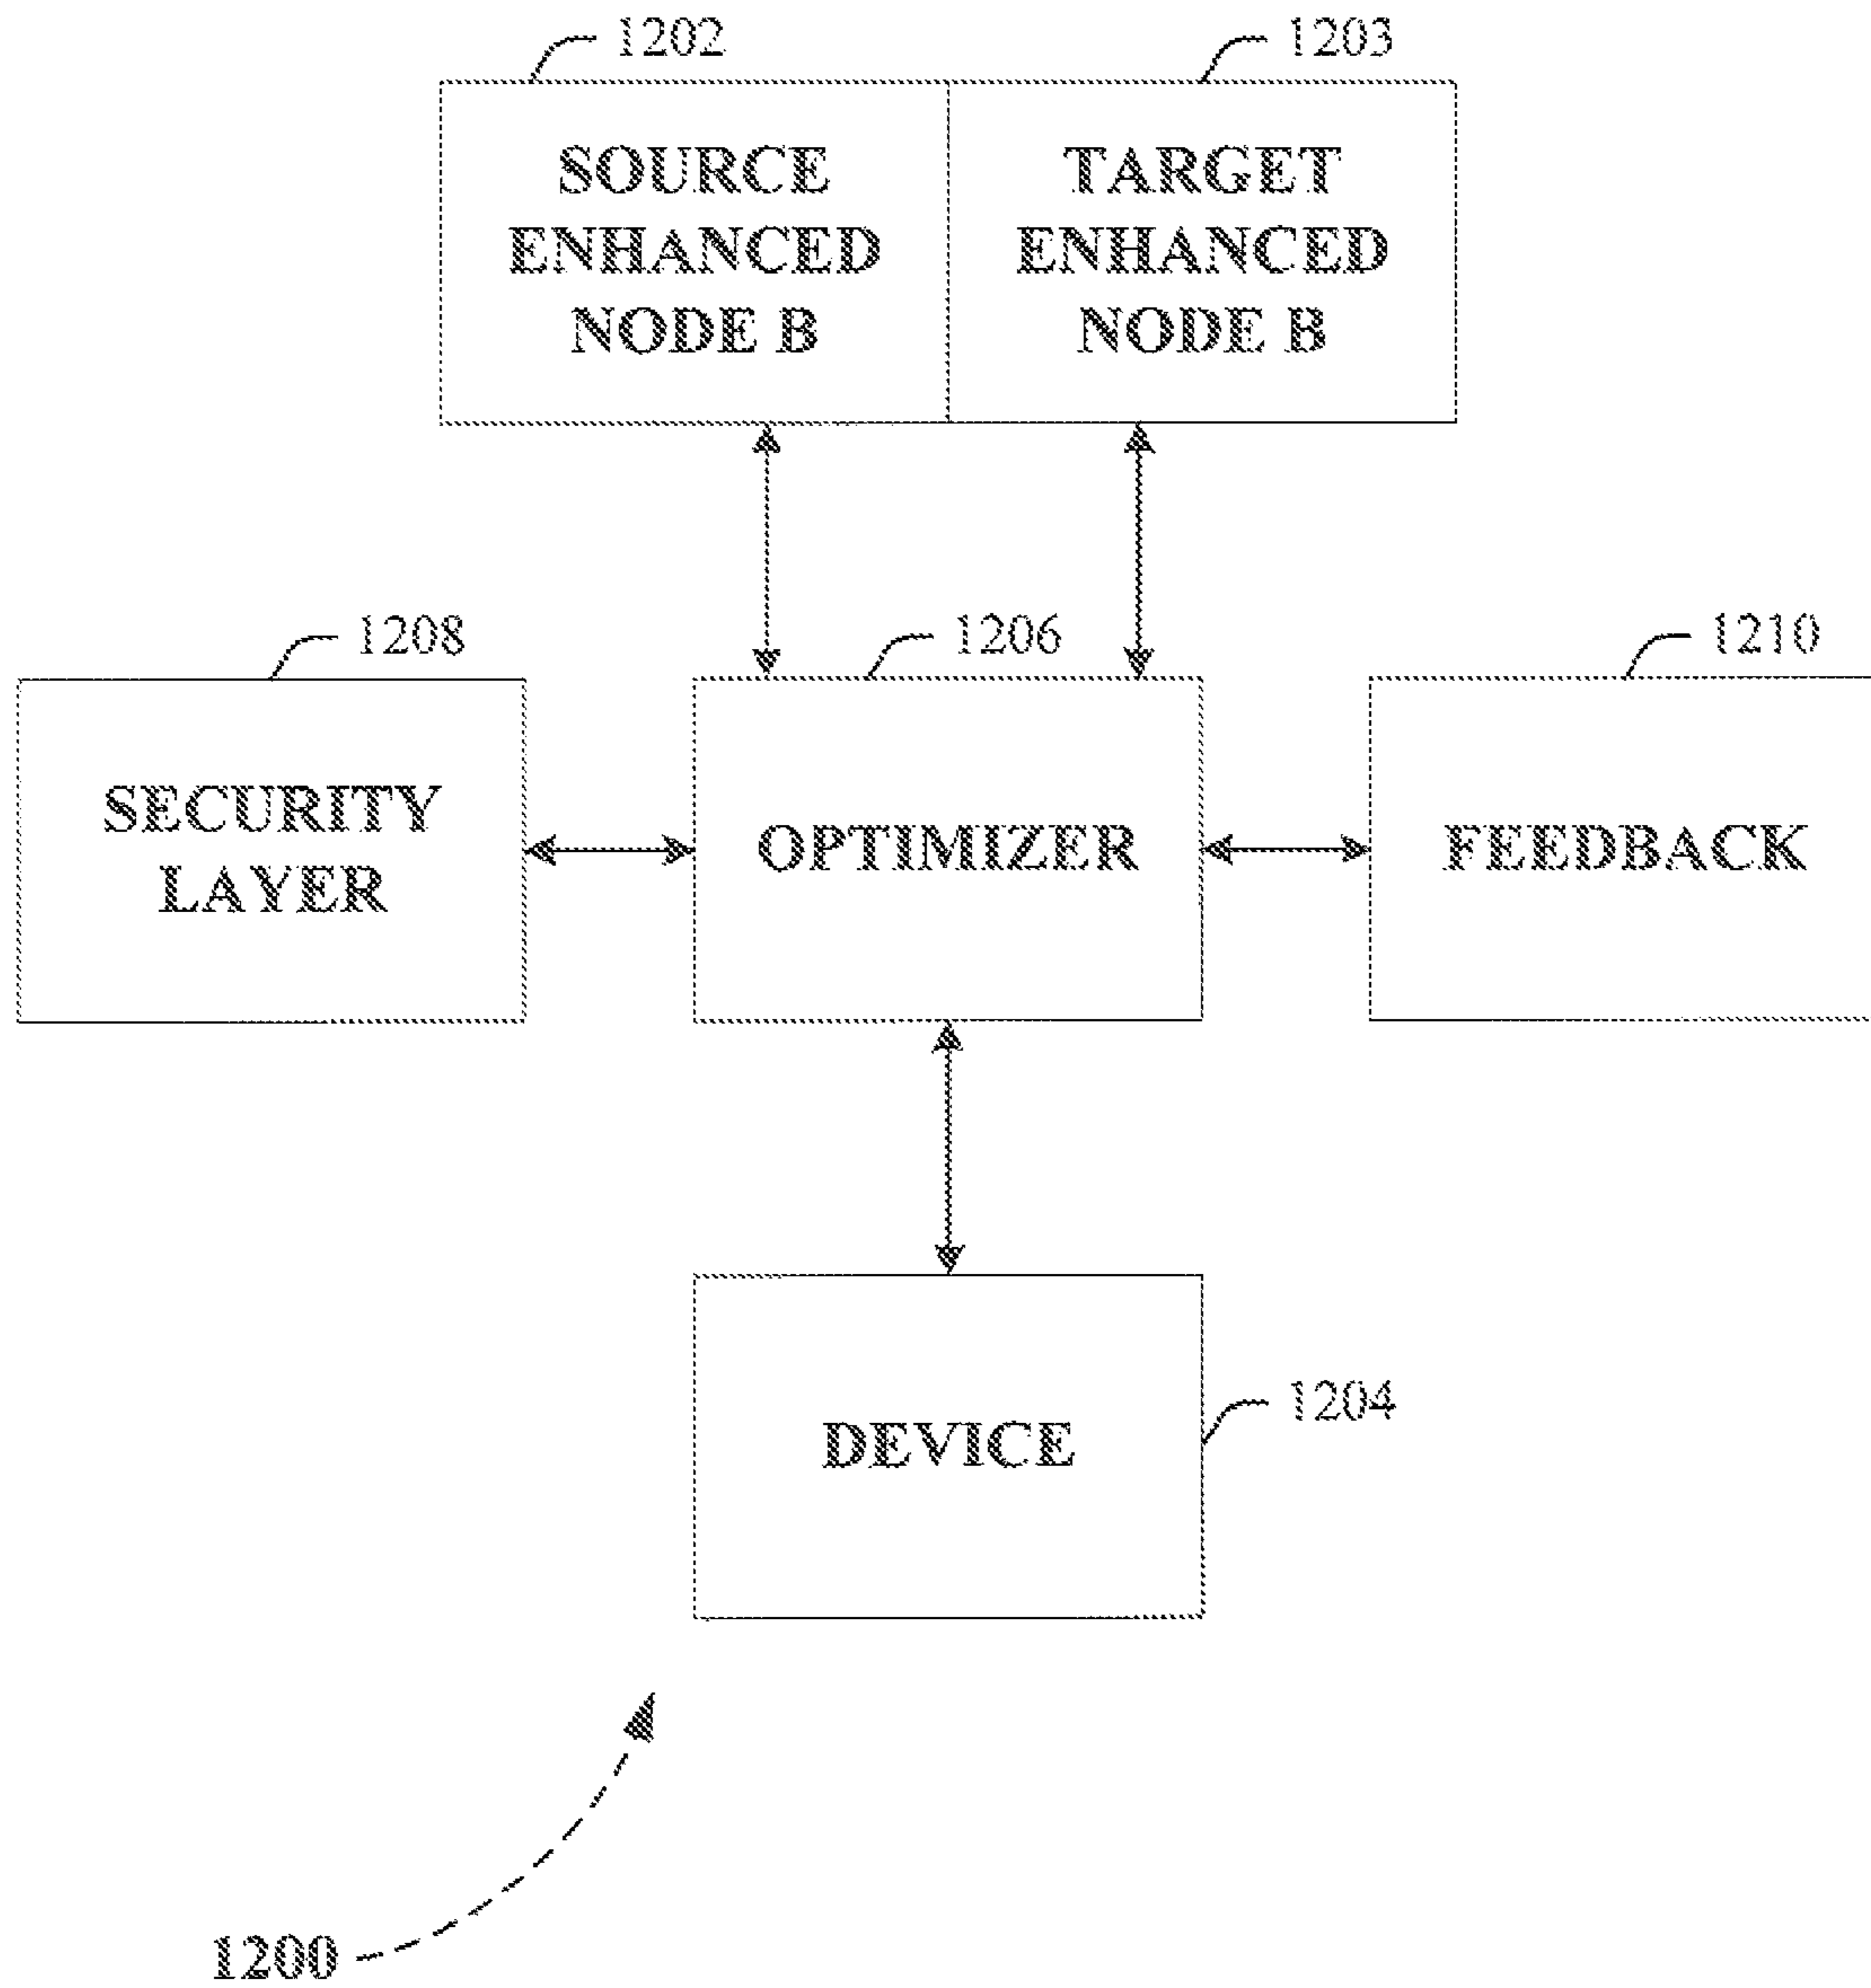 1202
1203
SOURCE
ENHANCED
NODE B
TARGET
ENHANCED
NODE B
1208
1206
1210
SECURITY
LAYER
OPTIMIZER
FEEDBACK
DEVICE
1204
1200